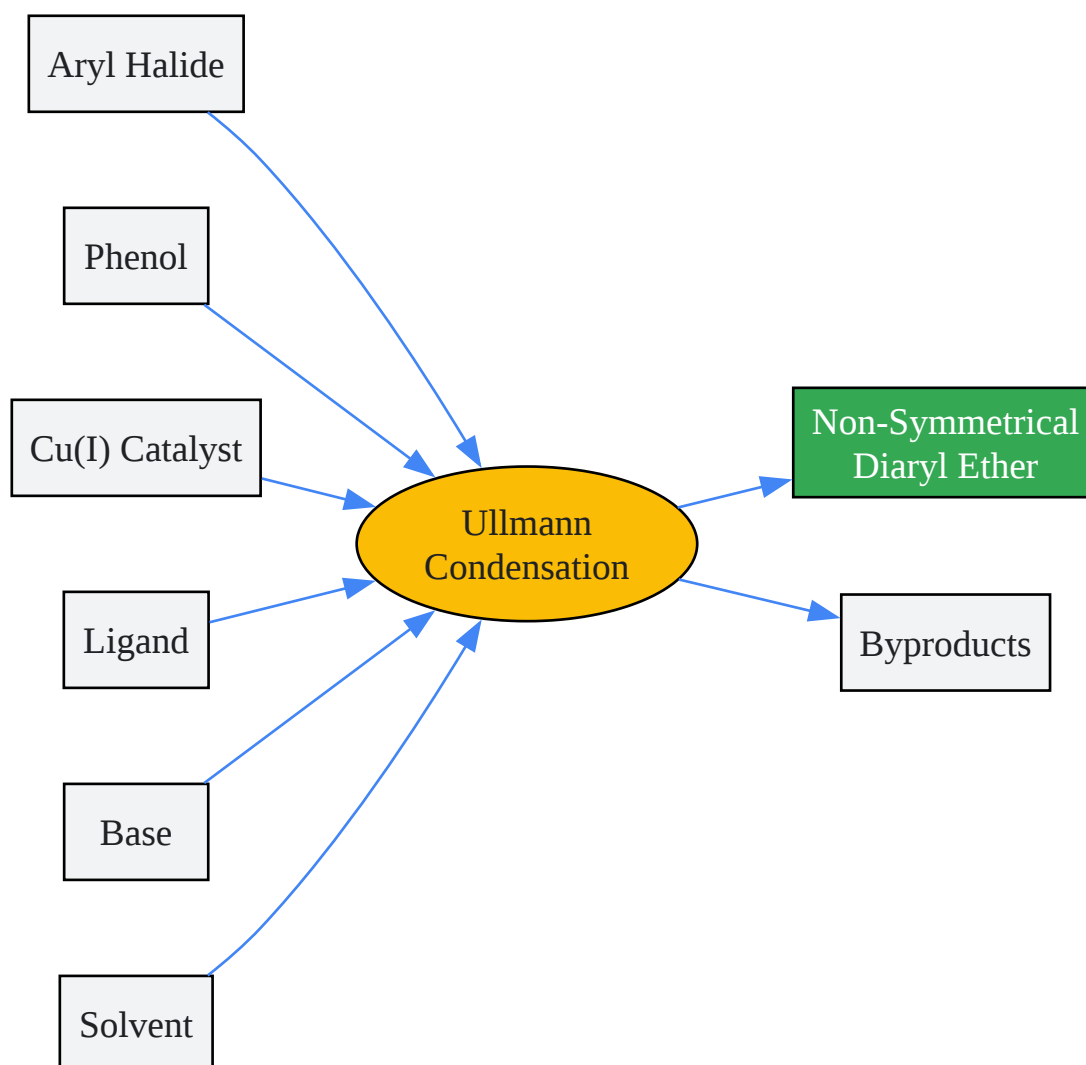 Aryl Halide
Phenol
Cu(I) Catalyst
Ligand
Base
Solvent
Ullmann
Condensation
Non-Symmetrical
Diaryl Ether
Byproducts